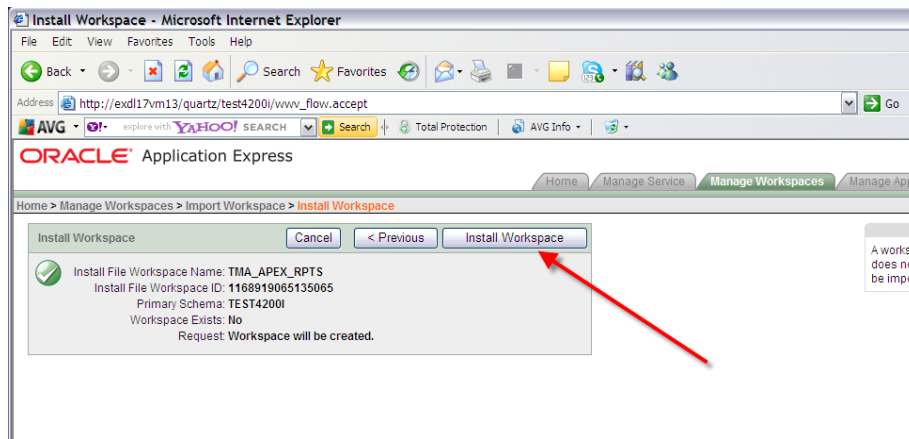 Install Workspace - Microsoft Internet Explorer
File Edit View Favorites Tools Help
Back Search Favorites
Address http://exdl17vm13/quartz/test4200i/wwv_flow.accept Go
AVG explore with YAHOO! SEARCH Search Total Protection AVG Info
ORACLE Application Express
Home Manage Service Manage Workspaces Manage App
Home > Manage Workspaces > Import Workspace > Install Workspace
Install Workspace Cancel < Previous Install Workspace
A works
does no
be impo
Install File Workspace Name: TMA_APEX_RPTS
Install File Workspace ID: 1168919065135065
Primary Schema: TEST4200I
Workspace Exists: No
Request: Workspace will be created.